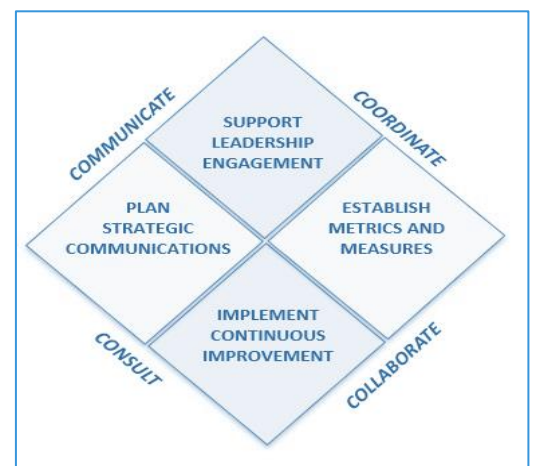 COMMUNICATE
COORDINATE
SUPPORT
LEADERSHIP
ENGAGEMENT
PLAN
STRATEGIC
COMMUNICATIONS
ESTABLISH
METRICS AND
MEASURES
IMPLEMENT
CONTINUOUS
IMPROVEMENT
CONSULT
COLLABORATE